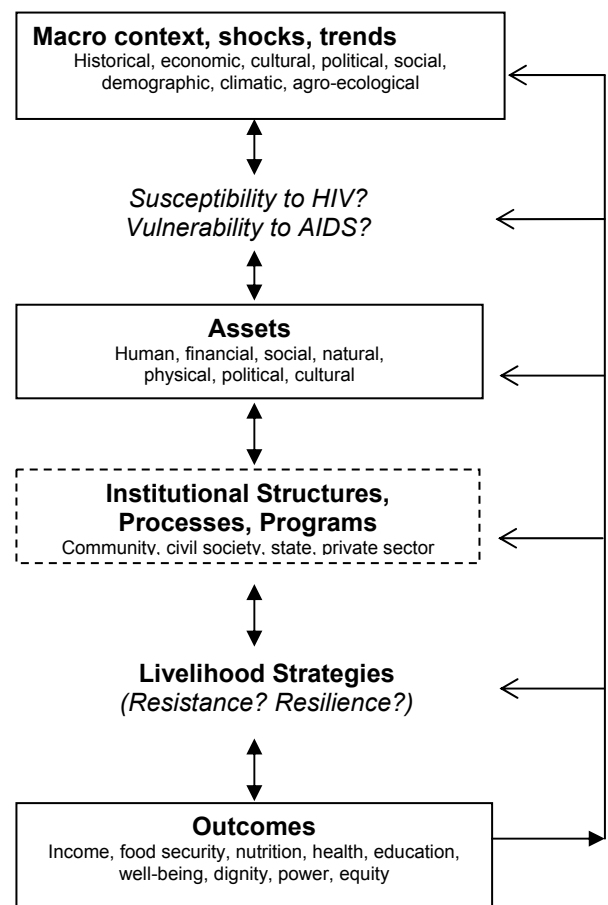 Macro context, shocks, trends
Historical, economic, cultural, political, social,
demographic, climatic, agro-ecological
Susceptibility to HIV?
Vulnerability to AIDS?
Assets
Human, financial, social, natural,
physical, political, cultural
Institutional Structures,
Processes, Programs
Community, civil society, state, private sector
Livelihood Strategies
(Resistance? Resilience?)
Outcomes
Income, food security, nutrition, health, education,
well-being, dignity, power, equity